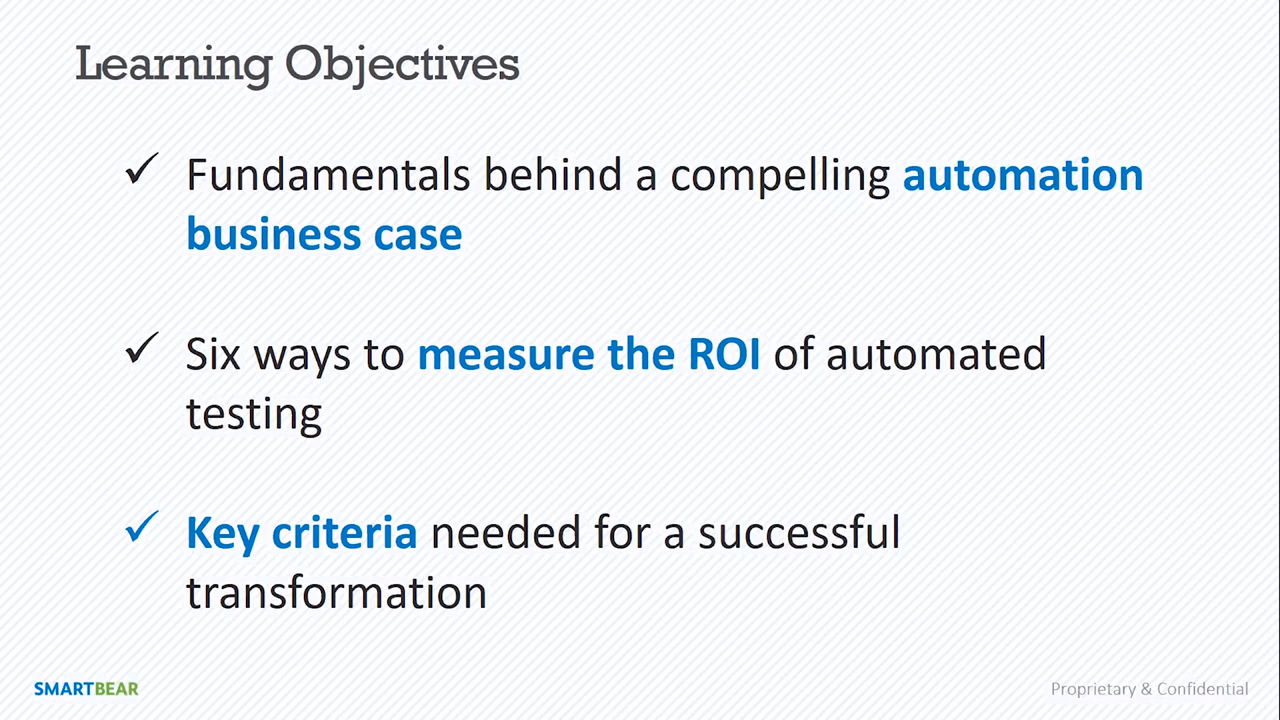 Learning Objectives
✓ Fundamentals behind a compelling automation
business case
✓ Six ways to measure the ROI of automated
testing
✓ Key criteria needed for a successful
transformation
SMARTBEAR
Proprietary & Confidential